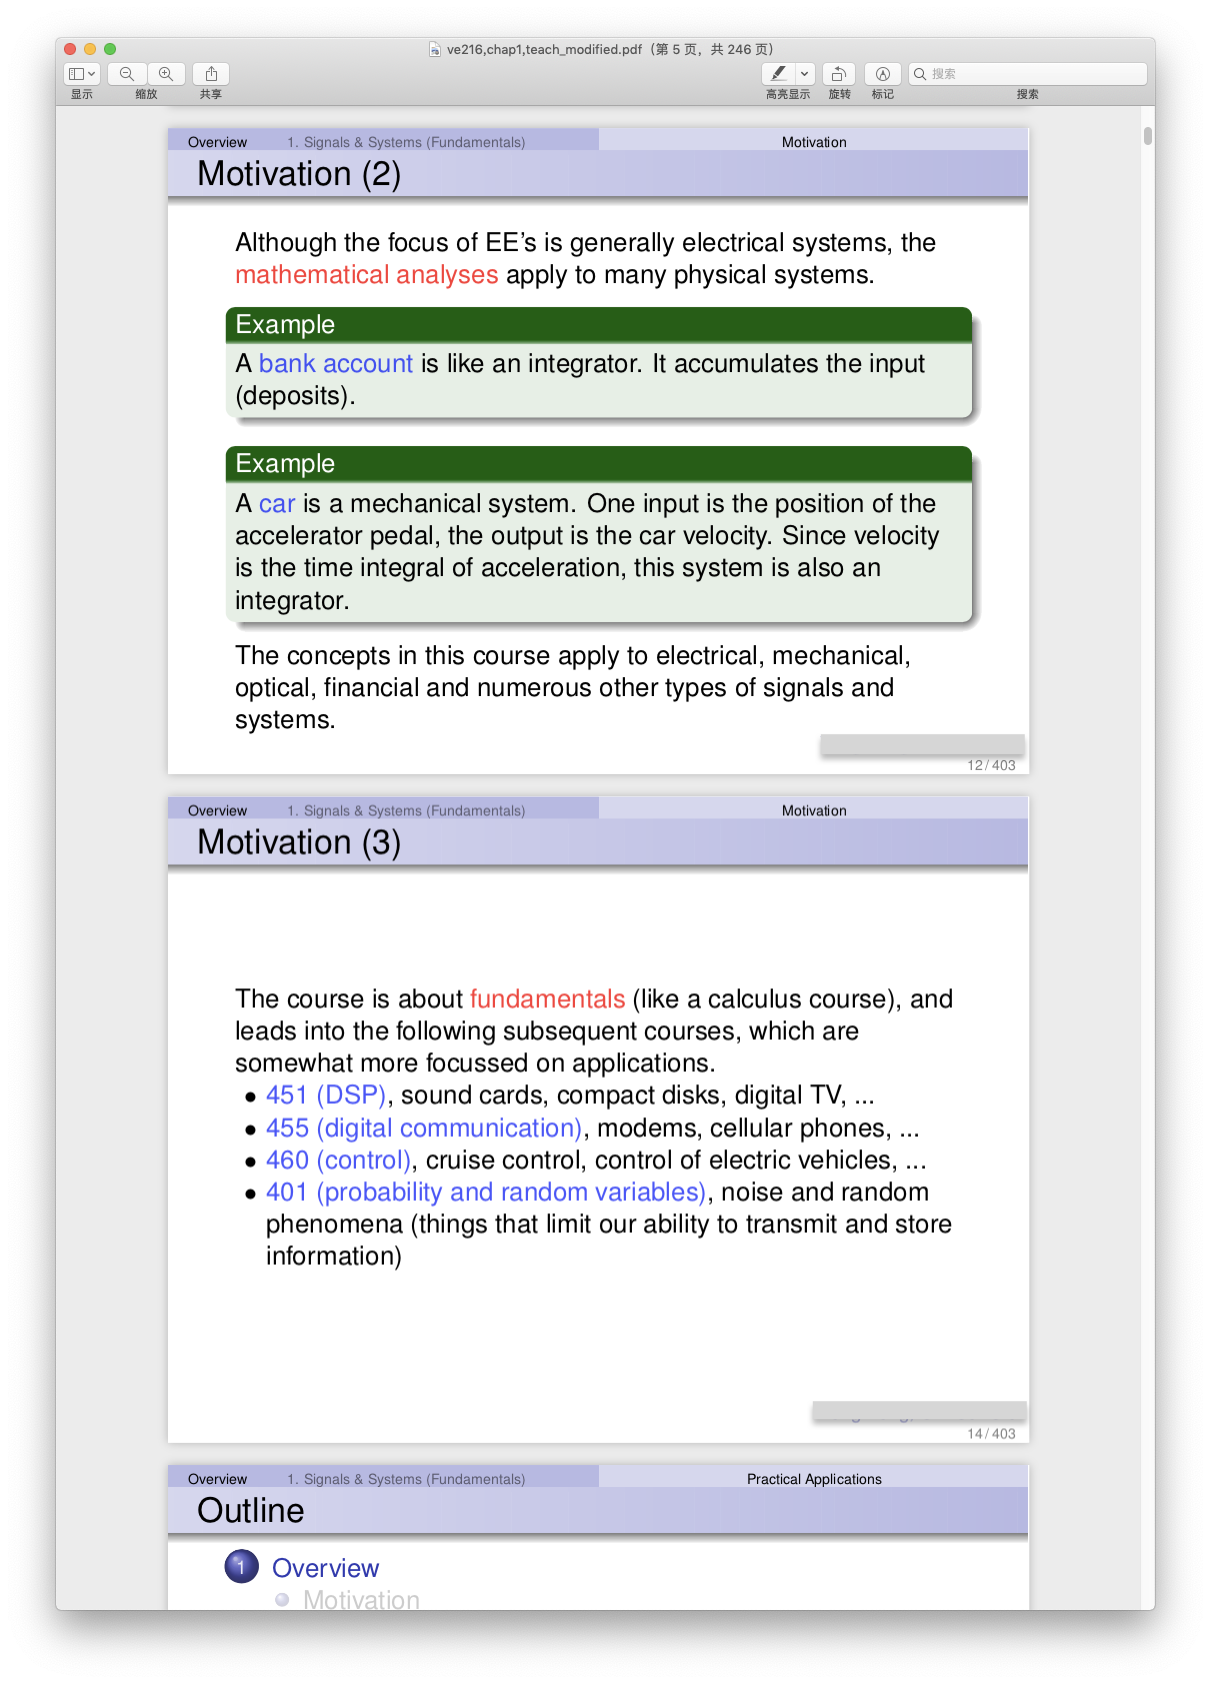 ve216,chap1,teach_modified.pdf（第 5 页，共 246 页）
显示 缩放 共享 高亮显示 旋转 标记 搜索
搜索
Overview 1. Signals & Systems (Fundamentals) Motivation
Motivation (2)
Although the focus of EE's is generally electrical systems, the
mathematical analyses apply to many physical systems.
Example
A bank account is like an integrator. It accumulates the input
(deposits).
Example
A car is a mechanical system. One input is the position of the
accelerator pedal, the output is the car velocity. Since velocity
is the time integral of acceleration, this system is also an
integrator.
The concepts in this course apply to electrical, mechanical,
optical, financial and numerous other types of signals and
systems.
12 / 403
Overview 1. Signals & Systems (Fundamentals) Motivation
Motivation (3)
The course is about fundamentals (like a calculus course), and
leads into the following subsequent courses, which are
somewhat more focussed on applications.
• 451 (DSP), sound cards, compact disks, digital TV, ...
• 455 (digital communication), modems, cellular phones, ...
• 460 (control), cruise control, control of electric vehicles, ...
• 401 (probability and random variables), noise and random
phenomena (things that limit our ability to transmit and store
information)
14 / 403
Overview 1. Signals & Systems (Fundamentals) Practical Applications
Outline
1 Overview
Motivation